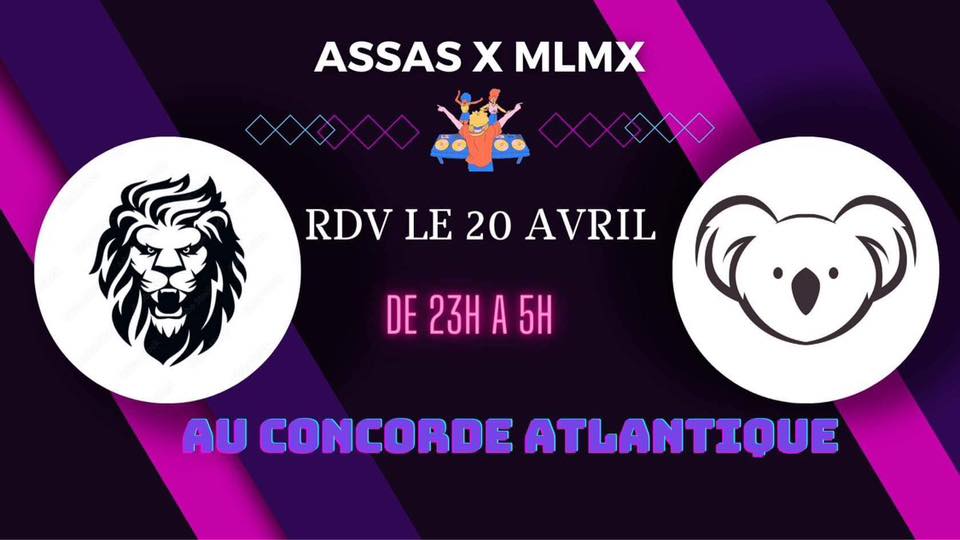 ASSAS X MLMX
RDV LE 20 AVRIL
DE 23H A 5H
AU CONCORDE ATLANTIQUE